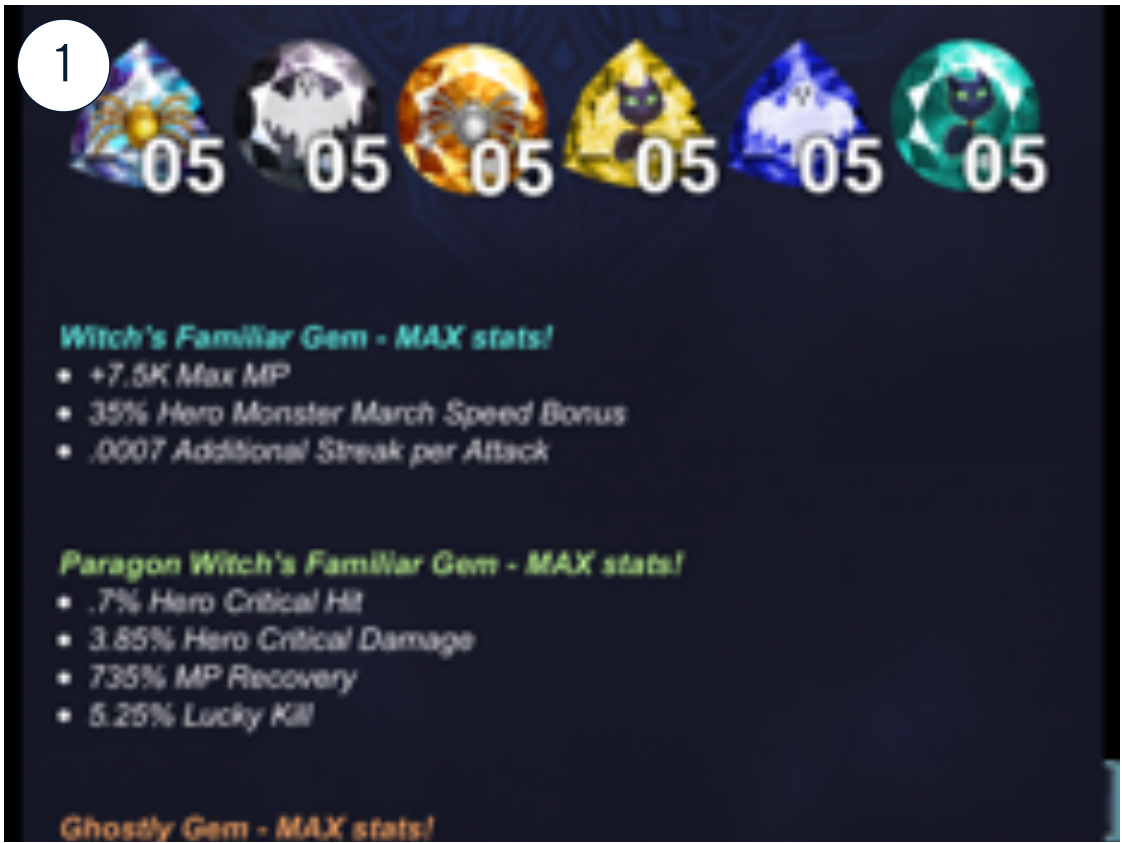 1
05 05 05 05 05 05
Witch's Familiar Gem - MAX stats!
• +7.5K Max MP
• 35% Hero Monster March Speed Bonus
• .0007 Additional Streak per Attack
Paragon Witch's Familiar Gem - MAX stats!
• .7% Hero Critical Hit
• 3.85% Hero Critical Damage
• 735% MP Recovery
• 5.25% Lucky Kill
Ghostly Gem - MAX stats!